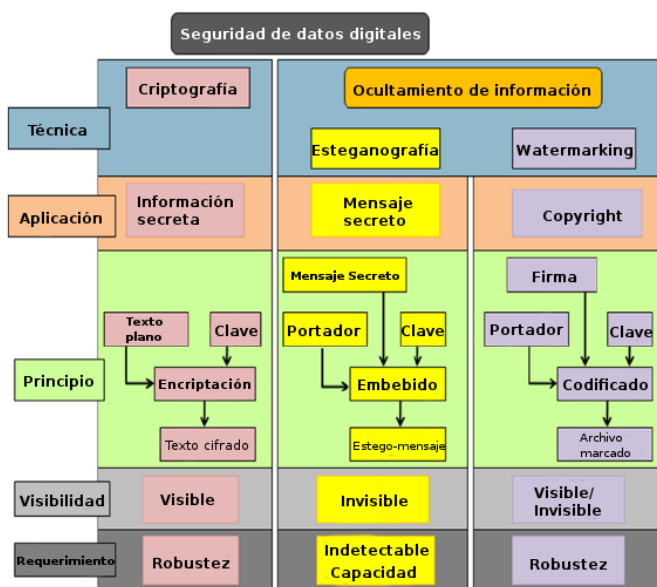 Seguridad de datos digitales
Criptografía
Ocultamiento de información
Técnica
Esteganografía
Watermarking
Aplicación
Información
secreta
Mensaje
secreto
Copyright
Principio
Texto
plano
Clave
Encriptación
Texto cifrado
Mensaje Secreto
Portador
Clave
Embebido
Estego-mensaje
Firma
Portador
Clave
Codificado
Archivo
marcado
Visibilidad
Visible
Invisible
Visible/
Invisible
Requerimiento
Robustez
Indetectable
Capacidad
Robustez